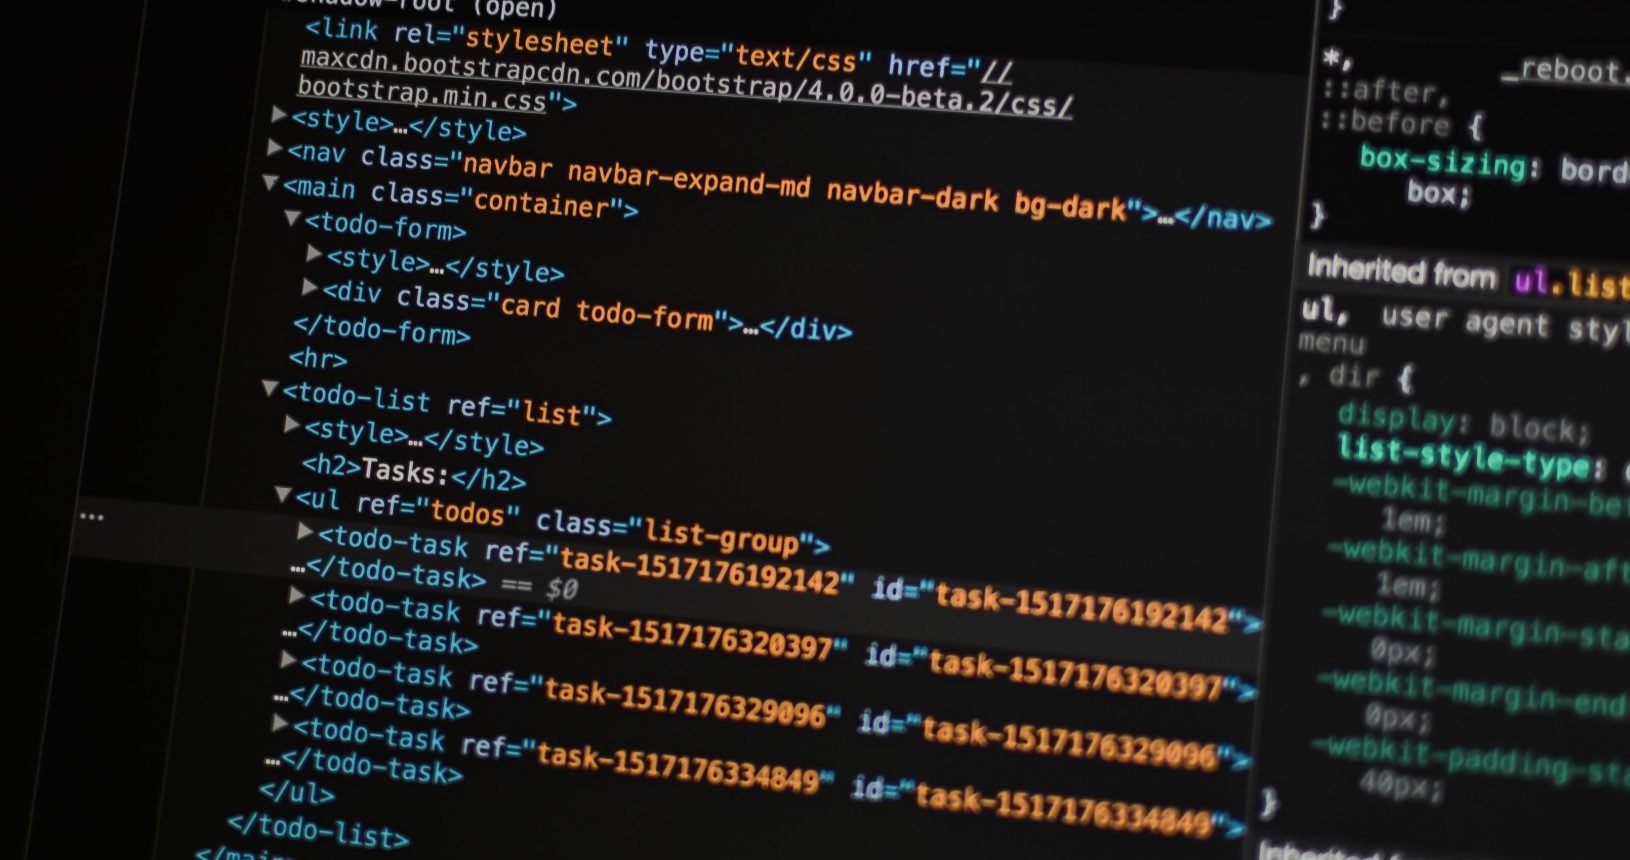 (open)
<link rel="stylesheet" type="text/css" href="//
maxcdn.bootstrapcdn.com/bootstrap/4.0.0-beta.2/css/
bootstrap.min.css">
▶<style>…</style>
▶<nav class="navbar navbar-expand-md navbar-dark bg-dark">…</nav>
▼<main class="container">
▼<todo-form>
▶<style>…</style>
▶<div class="card todo-form">…</div>
</todo-form>
<hr>
▼<todo-list ref="list">
▶<style>…</style>
<h2>Tasks:</h2>
▼<ul ref="todos" class="list-group">
… ▶<todo-task ref="task-1517176192142" id="task-1517176192142">
…</todo-task> == $0
▶<todo-task ref="task-1517176320397" id="task-1517176320397">
…</todo-task>
▶<todo-task ref="task-1517176329096" id="task-1517176329096">
…</todo-task>
▶<todo-task ref="task-1517176334849" id="task-1517176334849">
…</todo-task>
</ul>
</todo-list>
}
*, _reboot.
::after,
::before {
box-sizing: bord
box;
}
Inherited from ul.list
ul, user agent styl
menu
, dir {
display: block;
list-style-type:
-webkit-margin-be
1em;
-webkit-margin-aft
1em;
-webkit-margin-sta
0px;
-webkit-margin-end
0px;
-webkit-padding-sta
40px;
}
Inherited